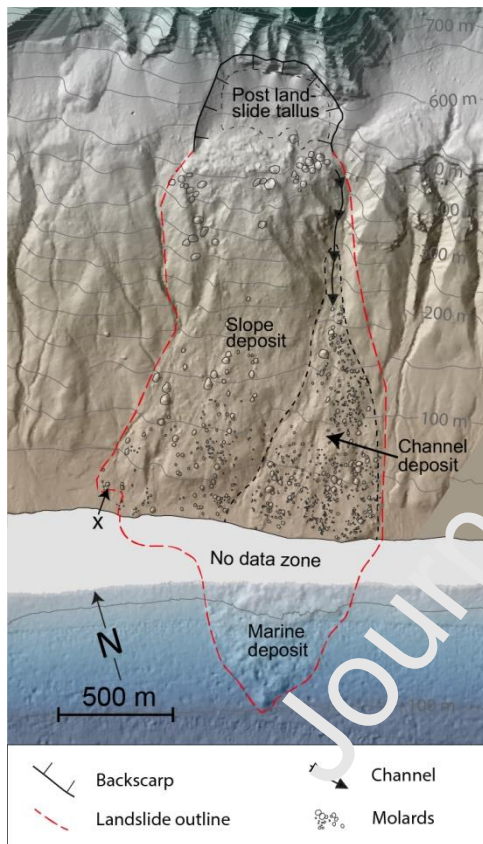 700 m
600 m
Post land-
slide tallus
200 m
Slope
deposit
100 m
Channel
deposit
x
No data zone
N
Marine
deposit
500 m
100 m
Journ
Backscarp
Channel
Landslide outline
Molards